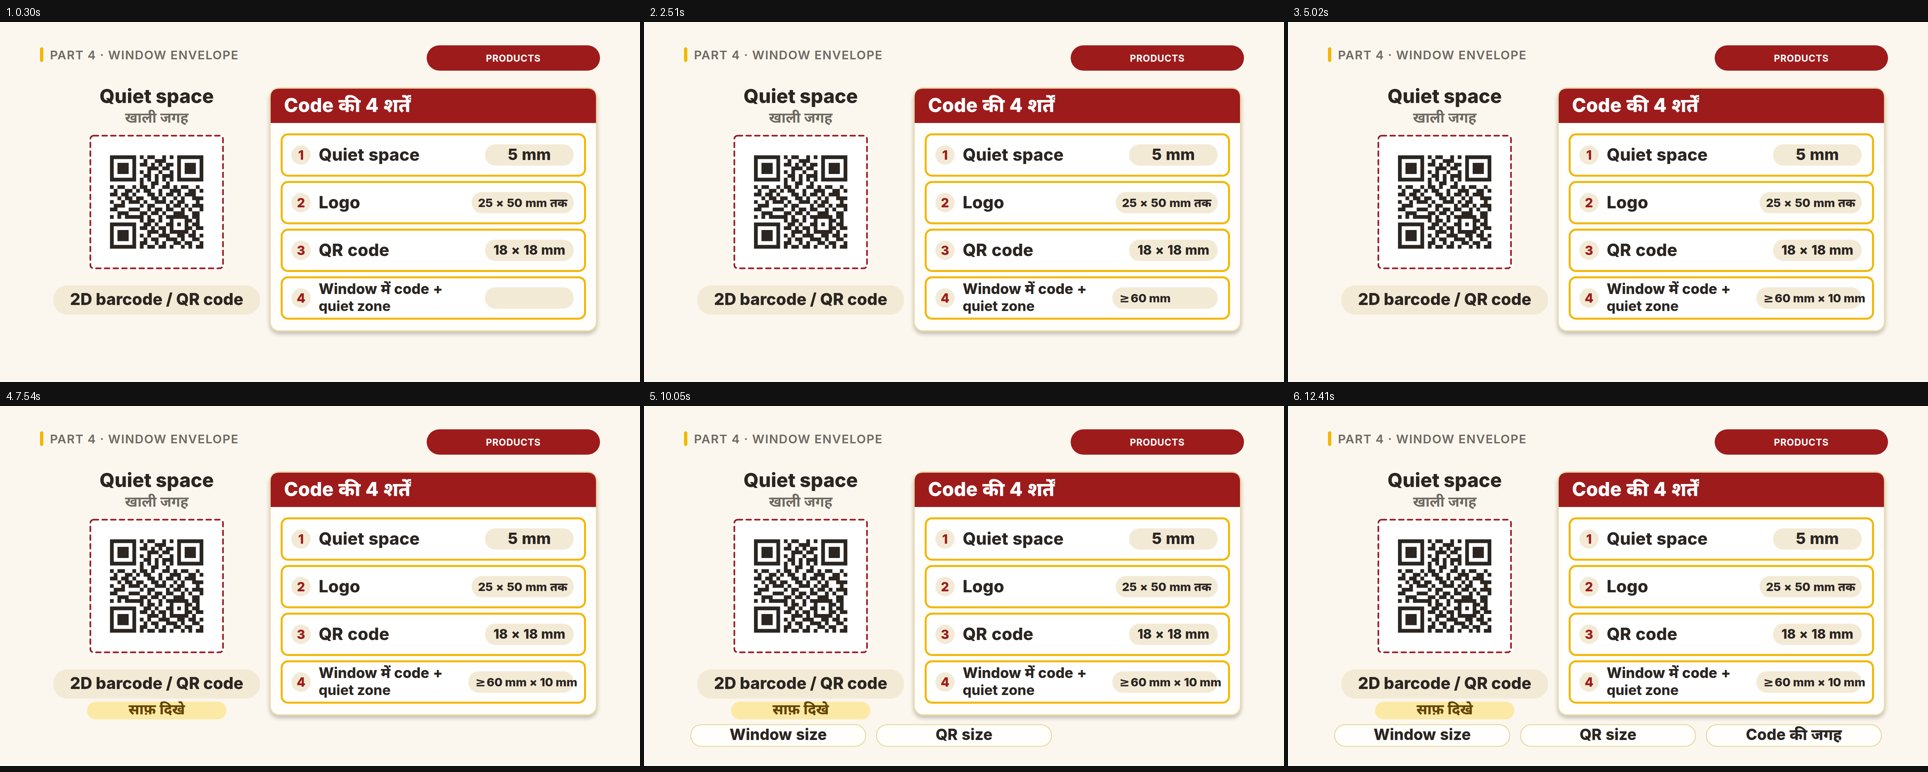 1. 0.30s
PART 4 · WINDOW ENVELOPE
PRODUCTS
Quiet space
खाली जगह
2D barcode / QR code
Code की 4 शर्तें
1 Quiet space 5 mm
2 Logo 25 × 50 mm तक
3 QR code 18 × 18 mm
4 Window में code +
quiet zone
2. 2.51s
PART 4 · WINDOW ENVELOPE
PRODUCTS
Quiet space
खाली जगह
2D barcode / QR code
Code की 4 शर्तें
1 Quiet space 5 mm
2 Logo 25 × 50 mm तक
3 QR code 18 × 18 mm
4 Window में code +
quiet zone ≥ 60 mm
3. 5.02s
PART 4 · WINDOW ENVELOPE
PRODUCTS
Quiet space
खाली जगह
2D barcode / QR code
Code की 4 शर्तें
1 Quiet space 5 mm
2 Logo 25 × 50 mm तक
3 QR code 18 × 18 mm
4 Window में code +
quiet zone ≥ 60 mm × 10 mm
4. 7.54s
PART 4 · WINDOW ENVELOPE
PRODUCTS
Quiet space
खाली जगह
2D barcode / QR code
साफ़ दिखे
Code की 4 शर्तें
1 Quiet space 5 mm
2 Logo 25 × 50 mm तक
3 QR code 18 × 18 mm
4 Window में code +
quiet zone ≥ 60 mm × 10 mm
5. 10.05s
PART 4 · WINDOW ENVELOPE
PRODUCTS
Quiet space
खाली जगह
2D barcode / QR code
साफ़ दिखे
Code की 4 शर्तें
1 Quiet space 5 mm
2 Logo 25 × 50 mm तक
3 QR code 18 × 18 mm
4 Window में code +
quiet zone ≥ 60 mm × 10 mm
Window size QR size
6. 12.41s
PART 4 · WINDOW ENVELOPE
PRODUCTS
Quiet space
खाली जगह
2D barcode / QR code
साफ़ दिखे
Code की 4 शर्तें
1 Quiet space 5 mm
2 Logo 25 × 50 mm तक
3 QR code 18 × 18 mm
4 Window में code +
quiet zone ≥ 60 mm × 10 mm
Window size QR size Code की जगह